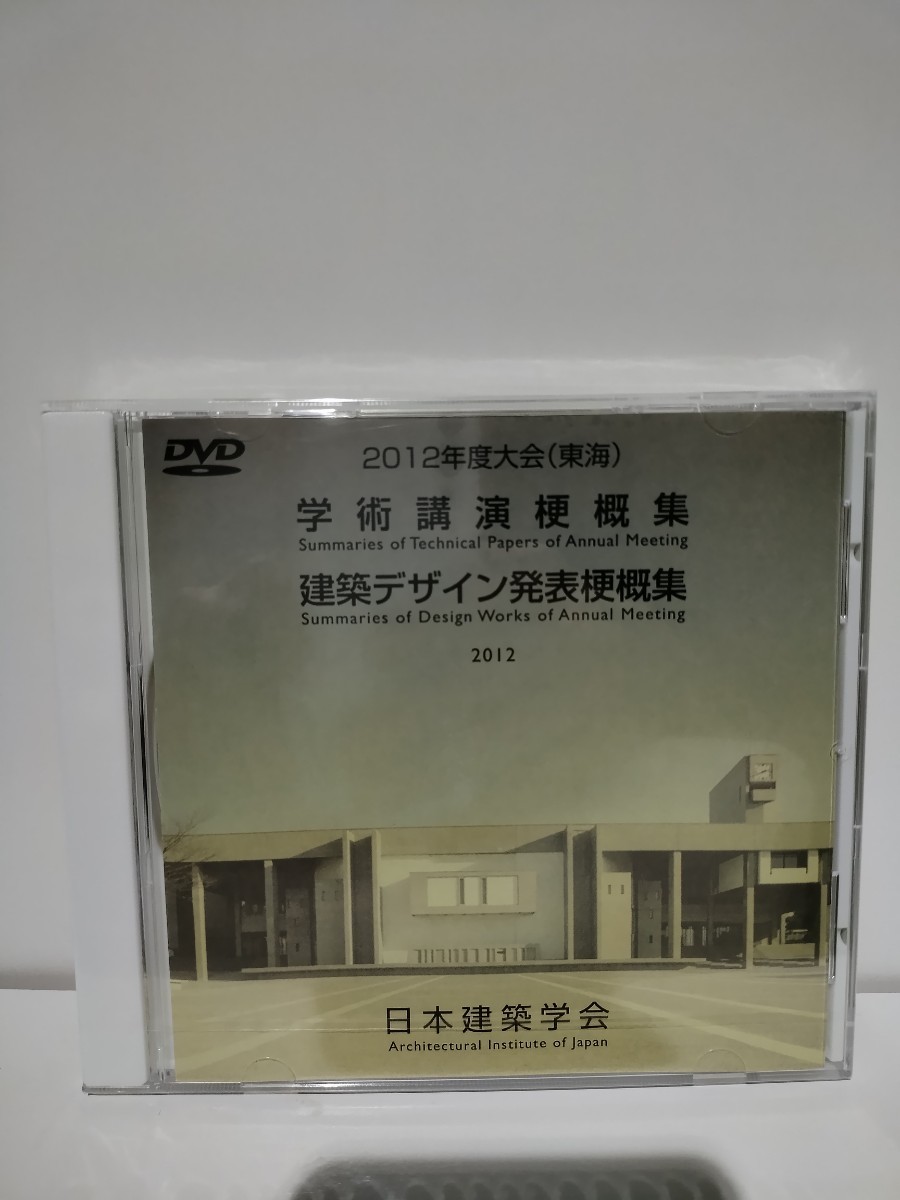 DVD
2012年度大会(東海)
学術講演梗概集
Summaries of Technical Papers of Annual Meeting
建築デザイン発表梗概集
Summaries of Design Works of Annual Meeting
2012
日本建築学会
Architectural Institute of Japan